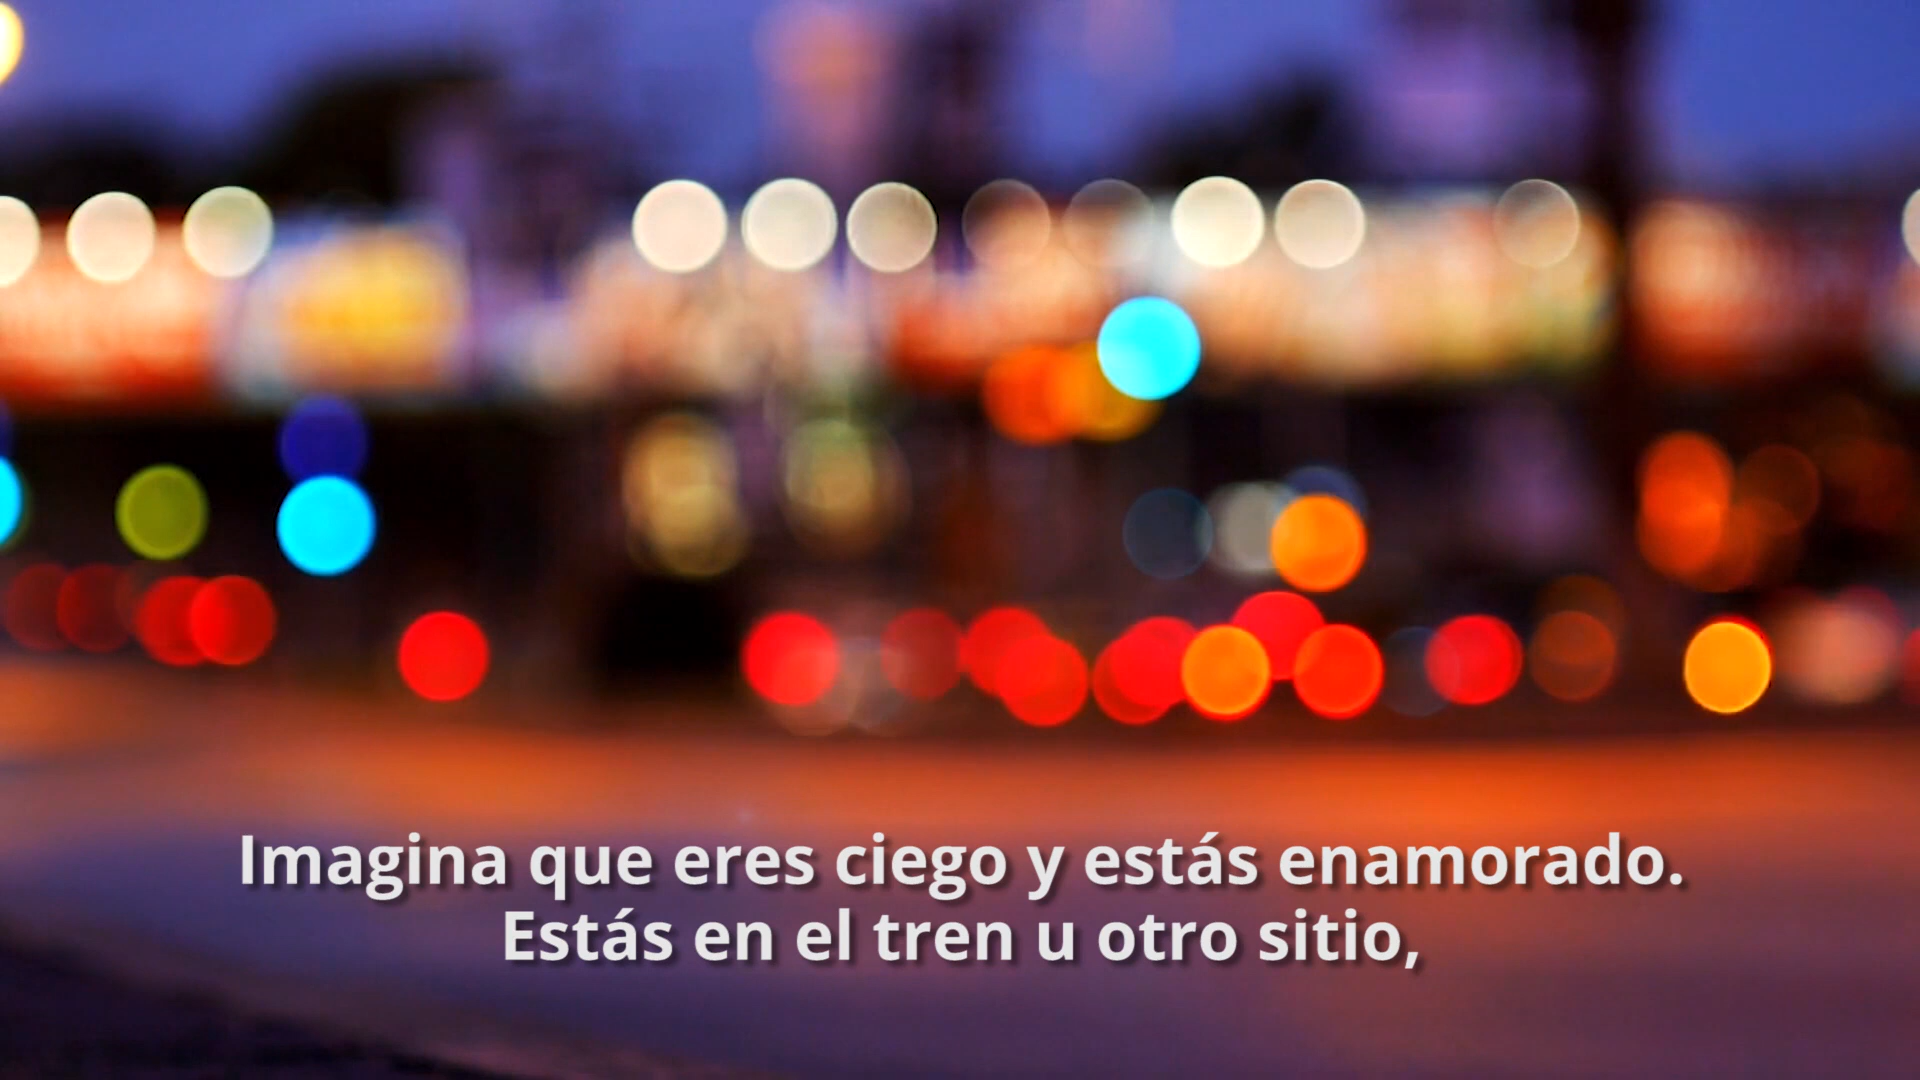 Imagina que eres ciego y estás enamorado.
Estás en el tren u otro sitio,